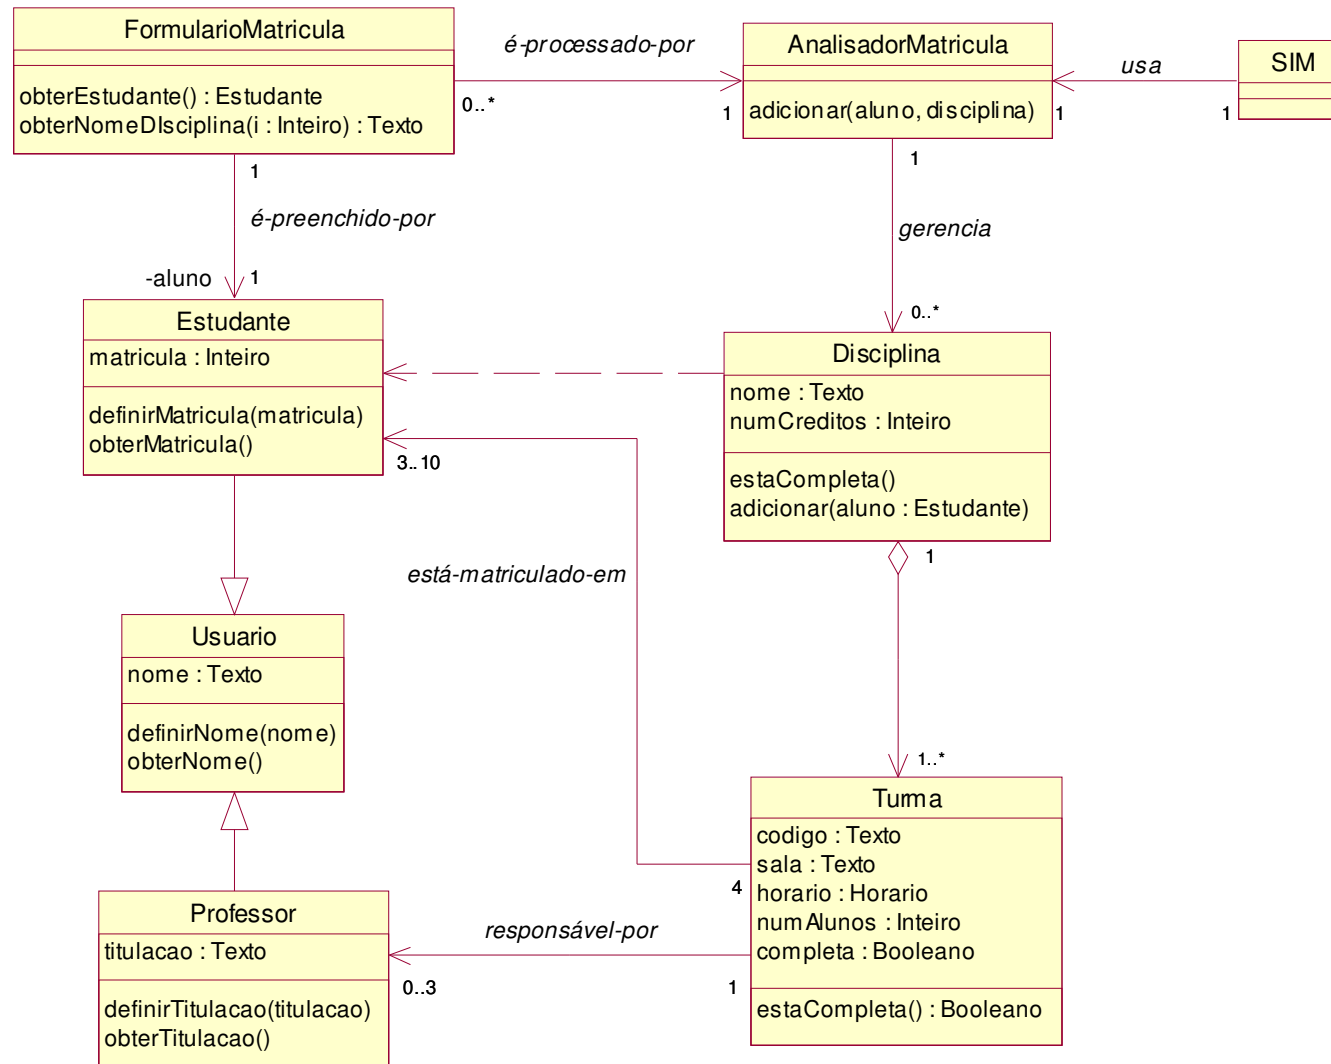 FormularioMatricula
obterEstudante() : Estudante
obterNomeDIsciplina(i : Inteiro) : Texto
é-processado-por
0..*
1
AnalisadorMatricula
adicionar(aluno, disciplina)
usa
1
1
SIM
1
é-preenchido-por
-aluno
1
1
gerencia
0..*
Estudante
matricula : Inteiro
definirMatricula(matricula)
obterMatricula()
Disciplina
nome : Texto
numCreditos : Inteiro
estaCompleta()
adicionar(aluno : Estudante)
3..10
está-matriculado-em
4
1
1..*
Usuario
nome : Texto
definirNome(nome)
obterNome()
Turma
codigo : Texto
sala : Texto
horario : Horario
numAlunos : Inteiro
completa : Booleano
estaCompleta() : Booleano
Professor
titulacao : Texto
definirTitulacao(titulacao)
obterTitulacao()
responsável-por
0..3
1